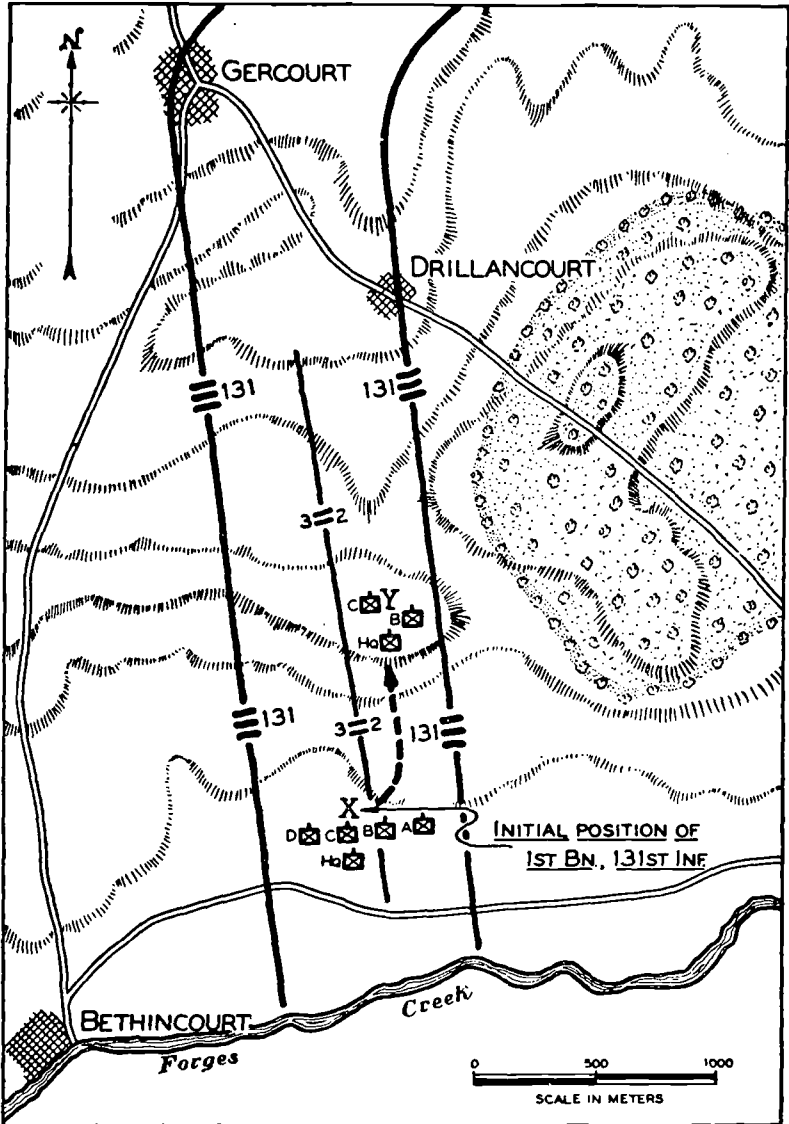 N
GERCOURT
DRILLANCOURT
131
131
3 2
C Y
B
HQ
131
3 2
131
X
D C B A
HQ
INITIAL POSITION OF
1ST BN., 131ST INF.
BETHINCOURT
Forges Creek
0 500 1000
SCALE IN METERS